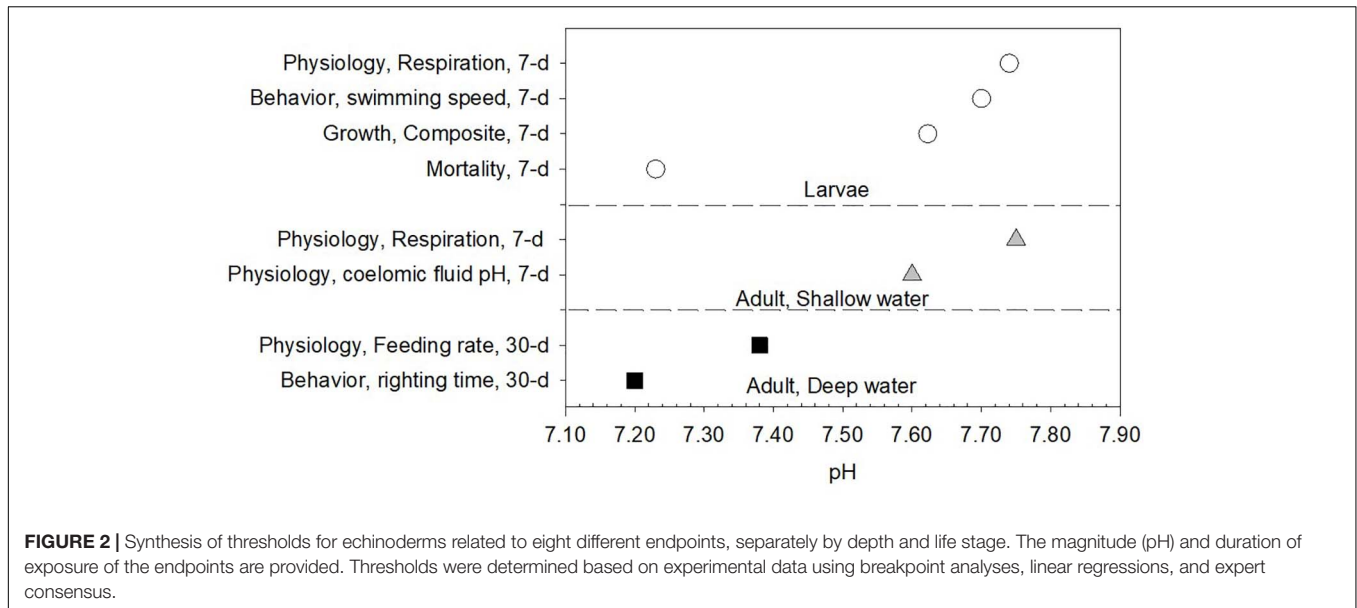 Physiology, Respiration, 7-d
Behavior, swimming speed, 7-d
Growth, Composite, 7-d
Mortality, 7-d
Larvae
Physiology, Respiration, 7-d
Physiology, coelomic fluid pH, 7-d
Adult, Shallow water
Physiology, Feeding rate, 30-d
Behavior, righting time, 30-d
Adult, Deep water
7.10 7.20 7.30 7.40 7.50 7.60 7.70 7.80 7.90
pH
FIGURE 2 | Synthesis of thresholds for echinoderms related to eight different endpoints, separately by depth and life stage. The magnitude (pH) and duration of
exposure of the endpoints are provided. Thresholds were determined based on experimental data using breakpoint analyses, linear regressions, and expert
consensus.